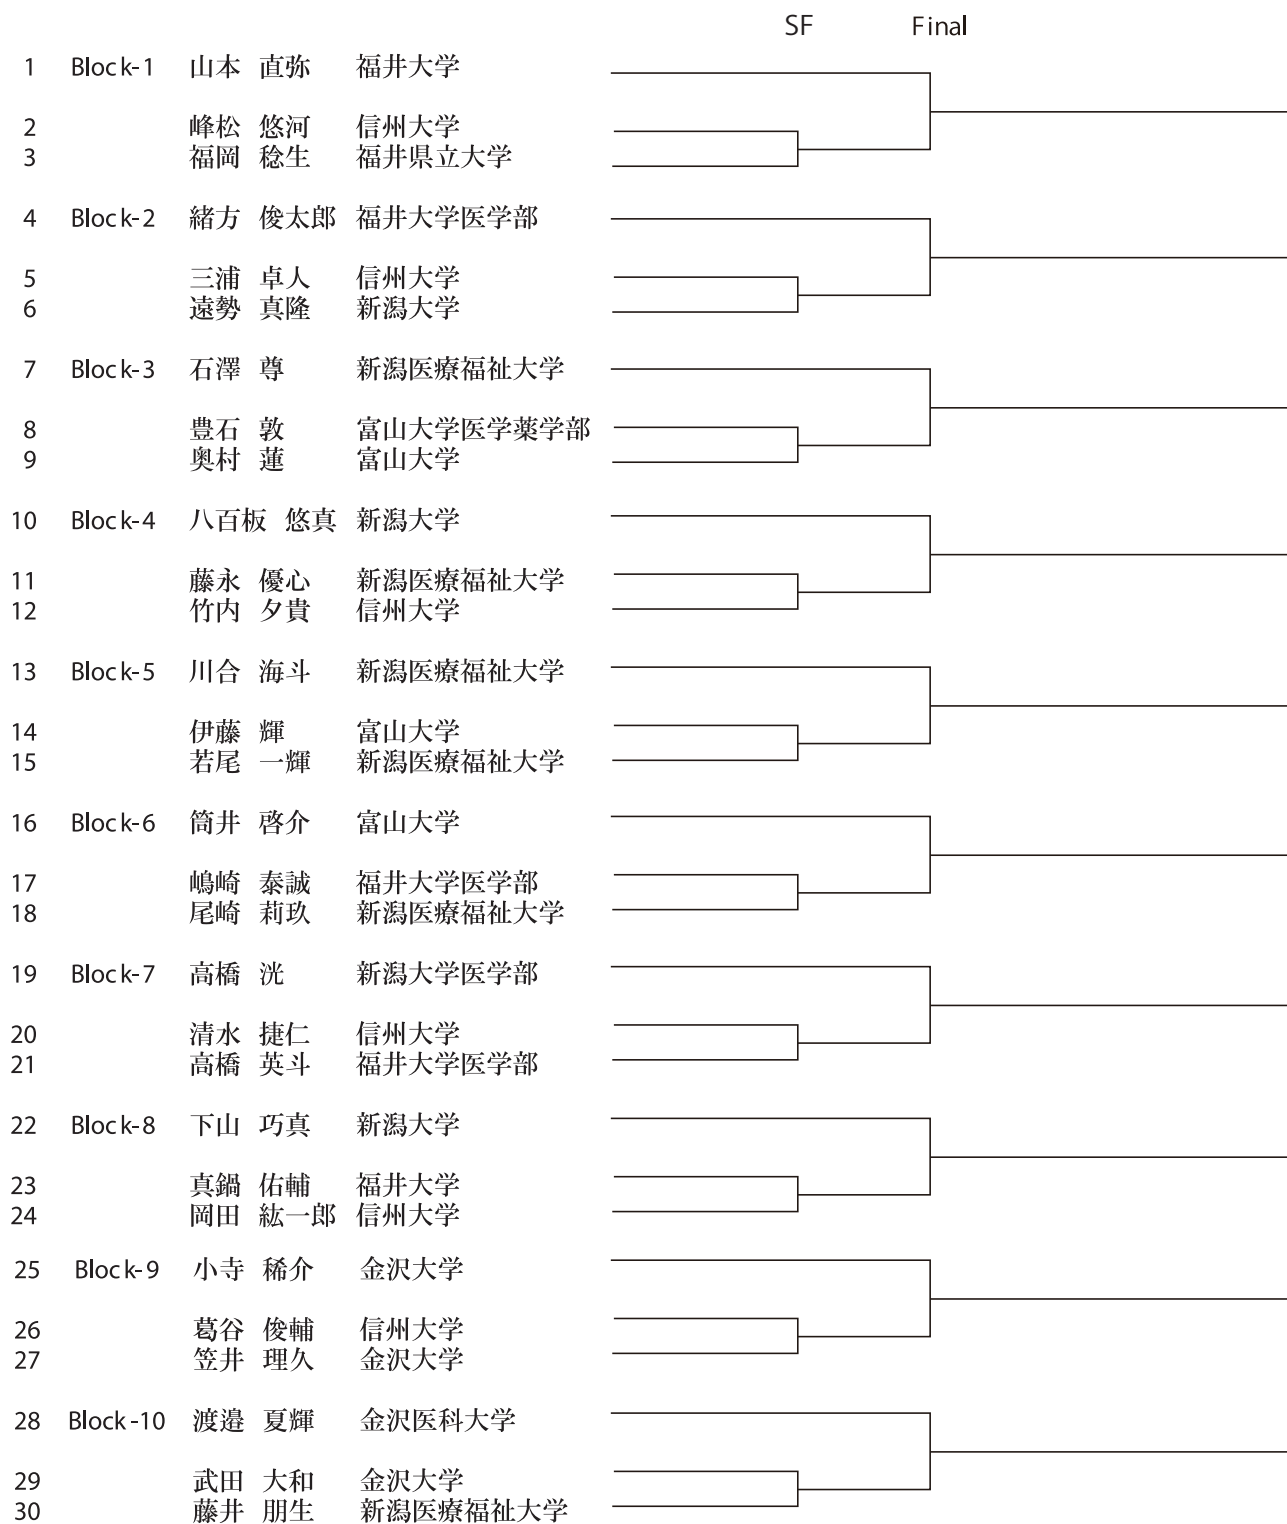 SF Final
1 Block-1 山本 直弥 福井大学
2 峰松 悠河 信州大学
3 福岡 稔生 福井県立大学
4 Block-2 緒方 俊太郎 福井大学医学部
5 三浦 卓人 信州大学
6 遠勢 真隆 新潟大学
7 Block-3 石澤 尊 新潟医療福祉大学
8 豊石 敦 富山大学医学薬学部
9 奥村 蓮 富山大学
10 Block-4 八百板 悠真 新潟大学
11 藤永 優心 新潟医療福祉大学
12 竹内 夕貴 信州大学
13 Block-5 川合 海斗 新潟医療福祉大学
14 伊藤 輝 富山大学
15 若尾 一輝 新潟医療福祉大学
16 Block-6 筒井 啓介 富山大学
17 嶋崎 泰誠 福井大学医学部
18 尾崎 莉玖 新潟医療福祉大学
19 Block-7 高橋 洸 新潟大学医学部
20 清水 捷仁 信州大学
21 高橋 英斗 福井大学医学部
22 Block-8 下山 巧真 新潟大学
23 真鍋 佑輔 福井大学
24 岡田 紘一郎 信州大学
25 Block-9 小寺 稀介 金沢大学
26 葛谷 俊輔 信州大学
27 笠井 理久 金沢大学
28 Block-10 渡邉 夏輝 金沢医科大学
29 武田 大和 金沢大学
30 藤井 朋生 新潟医療福祉大学